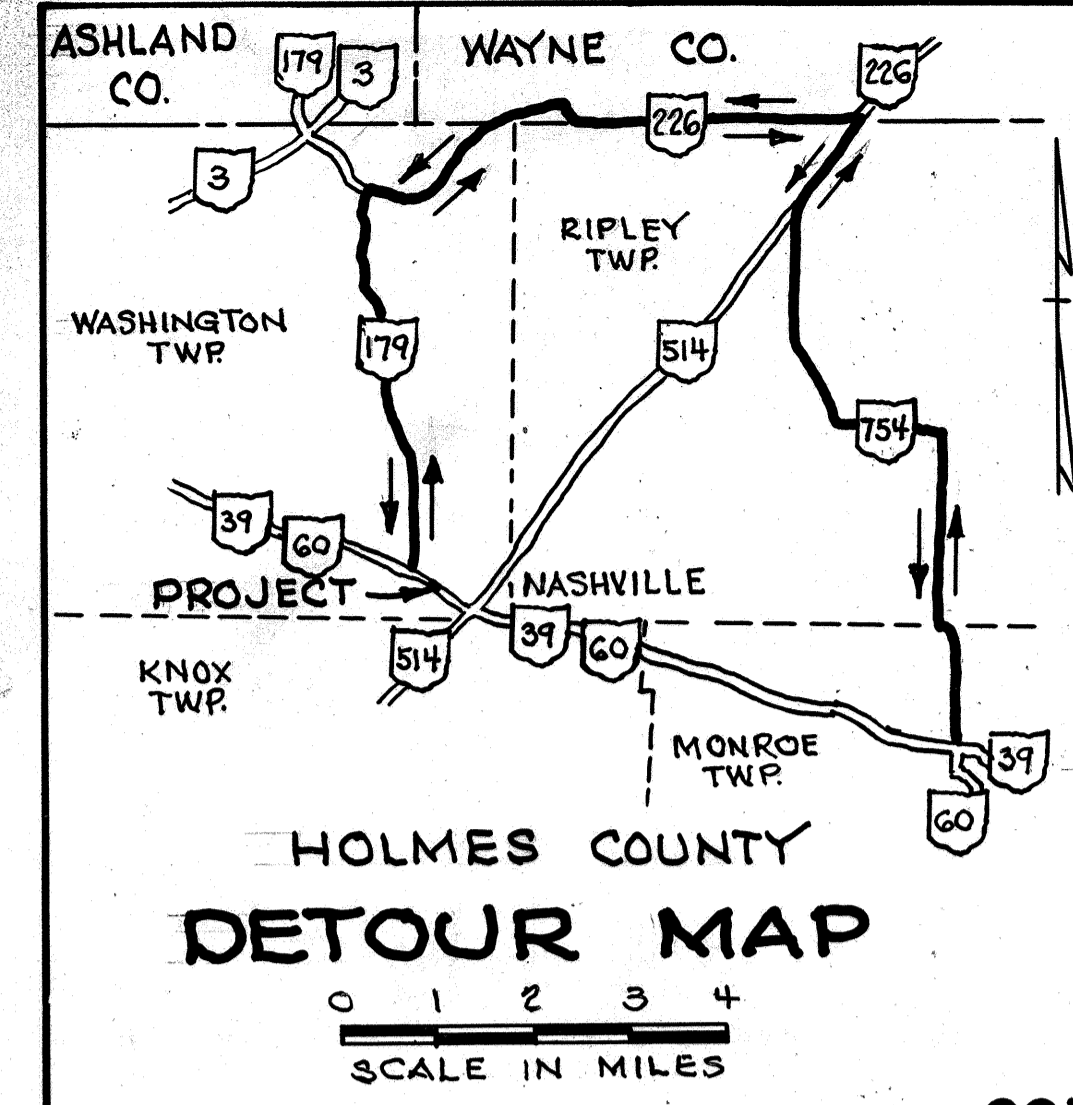 ASHLAND
CO.
179
3
WAYNE CO.
226
226
3
RIPLEY
TWP.
WASHINGTON
TWP.
179
514
754
39
60
PROJECT
NASHVILLE
39
60
514
KNOX
TWP.
MONROE
TWP.
39
60
HOLMES COUNTY
DETOUR MAP
0 1 2 3 4
SCALE IN MILES